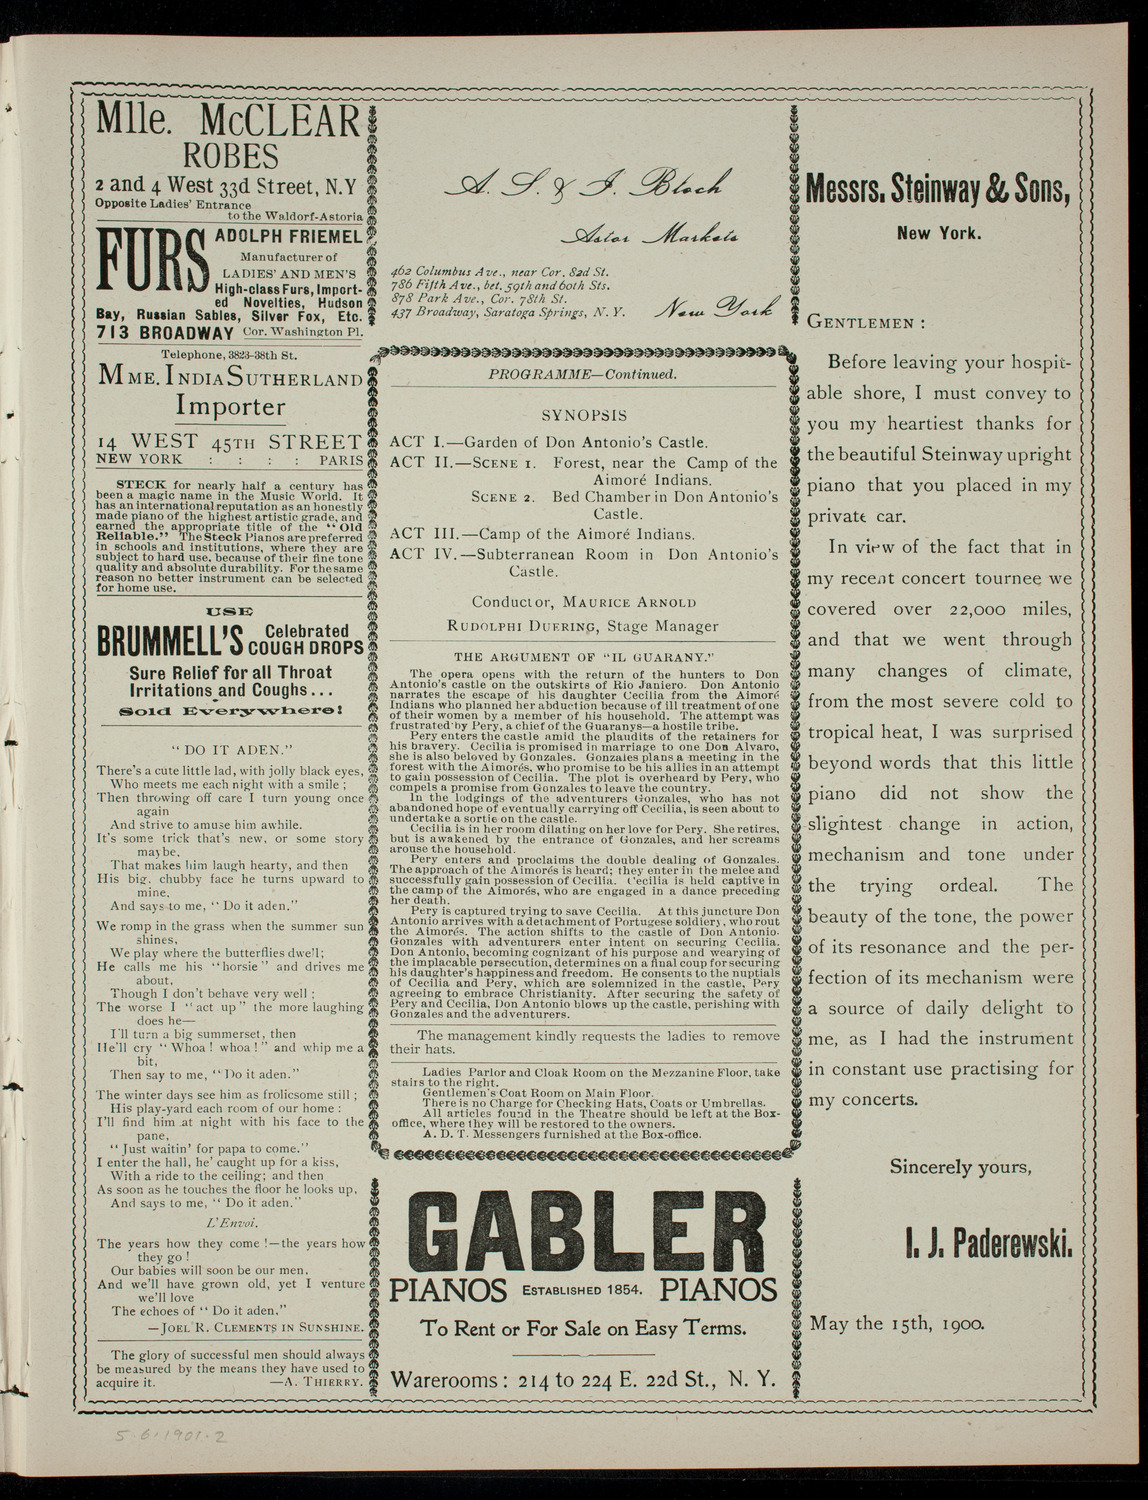 Mlle. McCLEAR
ROBES
2 and 4 West 33d Street, N.Y
Opposite Ladies' Entrance
to the Waldorf-Astoria
FURS
ADOLPH FRIEMEL
Manufacturer of
LADIES' AND MEN'S
High-class Furs, Import-
ed Novelties, Hudson
Bay, Russian Sables, Silver Fox, Etc.
713 BROADWAY Cor. Washington Pl.
Telephone, 3823-38th St.
MME. INDIA SUTHERLAND
Importer
14 WEST 45TH STREET
NEW YORK : : : : PARIS
STECK for nearly half a century has
been a magic name in the Music World. It
has an international reputation as an honestly
made piano of the highest artistic grade, and
earned the appropriate title of the "Old
Reliable." The Steck Pianos are preferred
in schools and institutions, where they are
subject to hard use, because of their fine tone
quality and absolute durability. For the same
reason no better instrument can be selected
for home use.
USE
BRUMMELL'S Celebrated
COUGH DROPS
Sure Relief for all Throat
Irritations and Coughs...
Sold Everywhere!
"DO IT ADEN."
There's a cute little lad, with jolly black eyes,
Who meets me each night with a smile ;
Then throwing off care I turn young once
again
And strive to amuse him awhile.
It's some trick that's new, or some story
maybe,
That makes him laugh hearty, and then
His big, chubby face he turns upward to
mine,
And says to me, "Do it aden."
We romp in the grass when the summer sun
shines,
We play where the butterflies dwell;
He calls me his "horsie" and drives me
about,
Though I don't behave very well ;
The worse I "act up" the more laughing
does he—
I'll turn a big summerset, then
He'll cry "Whoa! whoa!" and whip me a
bit,
Then say to me, "Do it aden."
The winter days see him as frolicsome still ;
His play-yard each room of our home :
I'll find him at night with his face to the
pane,
"Just waitin' for papa to come."
I enter the hall, he' caught up for a kiss,
With a ride to the ceiling; and then
As soon as he touches the floor he looks up,
And says to me, "Do it aden."
L'Envoi.
The years how they come !—the years how
they go !
Our babies will soon be our men,
And we'll have grown old, yet I venture
we'll love
The echoes of "Do it aden."
—JOEL R. CLEMENTS IN SUNSHINE.
The glory of successful men should always
be measured by the means they have used to
acquire it. —A. THIERRY.
A. S. & J. Bloch
Astor Markets
462 Columbus Ave., near Cor. 82d St.
786 Fifth Ave., bet. 59th and 60th Sts.
878 Park Ave., Cor. 78th St.
437 Broadway, Saratoga Springs, N. Y.
New York
PROGRAMME—Continued.
SYNOPSIS
ACT I.—Garden of Don Antonio's Castle.
ACT II.—SCENE 1. Forest, near the Camp of the
Aimoré Indians.
SCENE 2. Bed Chamber in Don Antonio's
Castle.
ACT III.—Camp of the Aimoré Indians.
ACT IV.—Subterranean Room in Don Antonio's
Castle.
Conductor, MAURICE ARNOLD
RUDOLPHI DUERING, Stage Manager
THE ARGUMENT OF "IL GUARANY."
The opera opens with the return of the hunters to Don
Antonio's castle on the outskirts of Rio Janiero. Don Antonio
narrates the escape of his daughter Cecilia from the Aimoré
Indians who planned her abduction because of ill treatment of one
of their women by a member of his household. The attempt was
frustrated by Pery, a chief of the Guaranys—a hostile tribe.
Pery enters the castle amid the plaudits of the retainers for
his bravery. Cecilia is promised in marriage to one Don Alvaro,
she is also beloved by Gonzales. Gonzales plans a meeting in the
forest with the Aimorés, who promise to be his allies in an attempt
to gain possession of Cecilia. The plot is overheard by Pery, who
compels a promise from Gonzales to leave the country.
In the lodgings of the adventurers Gonzales, who has not
abandoned hope of eventually carrying off Cecilia, is seen about to
undertake a sortie on the castle.
Cecilia is in her room dilating on her love for Pery. She retires,
but is awakened by the entrance of Gonzales, and her screams
arouse the household.
Pery enters and proclaims the double dealing of Gonzales.
The approach of the Aimorés is heard; they enter in the melee and
successfully gain possession of Cecilia. Cecilia is held captive in
the camp of the Aimorés, who are engaged in a dance preceding
her death.
Pery is captured trying to save Cecilia. At this juncture Don
Antonio arrives with a detachment of Portugese soldiery, who rout
the Aimorés. The action shifts to the castle of Don Antonio.
Gonzales with adventurers enter intent on securing Cecilia.
Don Antonio, becoming cognizant of his purpose and wearying of
the implacable persecution, determines on a final coup for securing
his daughter's happiness and freedom. He consents to the nuptials
of Cecilia and Pery, which are solemnized in the castle, Pery
agreeing to embrace Christianity. After securing the safety of
Pery and Cecilia, Don Antonio blows up the castle, perishing with
Gonzales and the adventurers.
The management kindly requests the ladies to remove
their hats.
Ladies Parlor and Cloak Room on the Mezzanine Floor, take
stairs to the right.
Gentlemen's Coat Room on Main Floor.
There is no Charge for Checking Hats, Coats or Umbrellas.
All articles found in the Theatre should be left at the Box-
office, where they will be restored to the owners.
A. D. T. Messengers furnished at the Box-office.
GABLER
PIANOS ESTABLISHED 1854. PIANOS
To Rent or For Sale on Easy Terms.
Warerooms : 214 to 224 E. 22d St., N. Y.
Messrs. Steinway & Sons,
New York.
GENTLEMEN :
Before leaving your hospit-
able shore, I must convey to
you my heartiest thanks for
the beautiful Steinway upright
piano that you placed in my
private car.
In view of the fact that in
my recent concert tournee we
covered over 22,000 miles,
and that we went through
many changes of climate,
from the most severe cold to
tropical heat, I was surprised
beyond words that this little
piano did not show the
slightest change in action,
mechanism and tone under
the trying ordeal. The
beauty of the tone, the power
of its resonance and the per-
fection of its mechanism were
a source of daily delight to
me, as I had the instrument
in constant use practising for
my concerts.
Sincerely yours,
I. J. Paderewski.
May the 15th, 1900.
5-6-1901-2